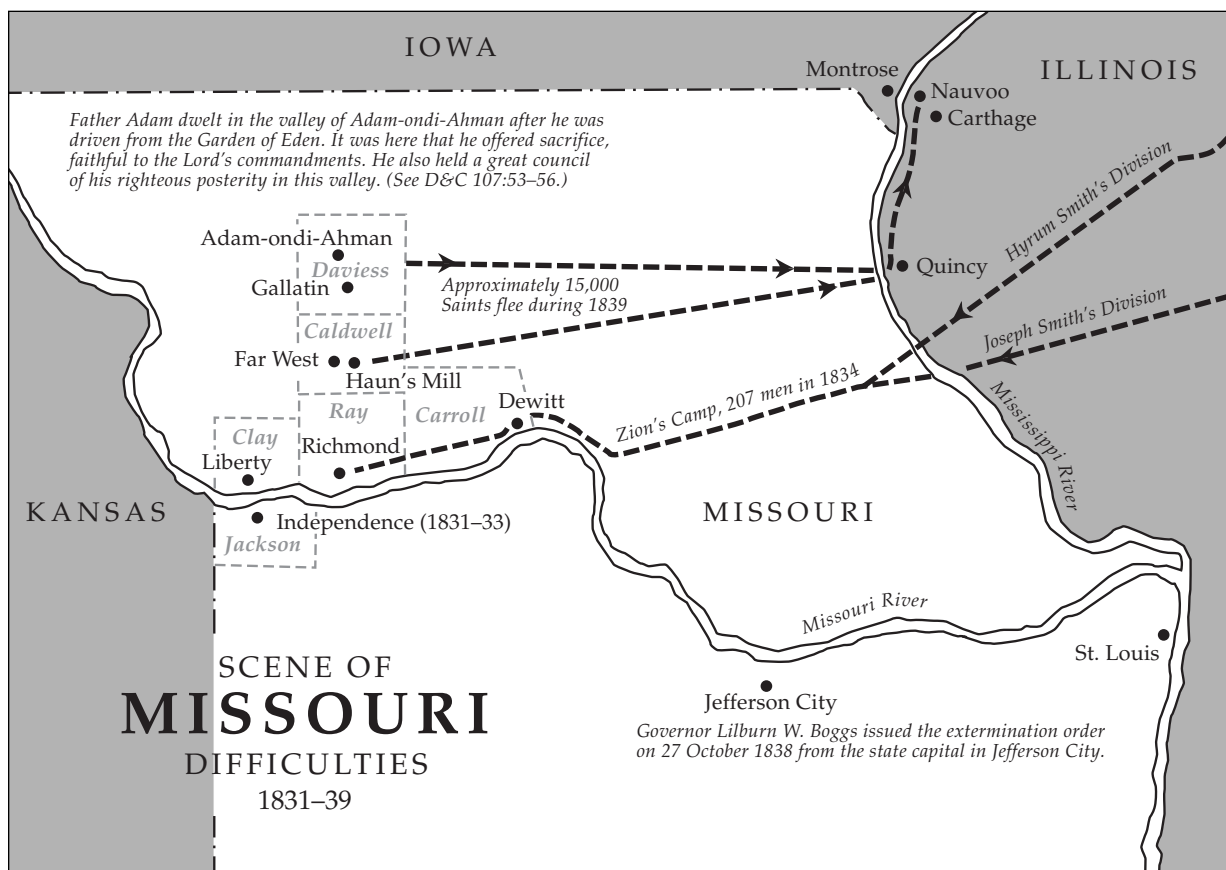 IOWA
ILLINOIS
Montrose
Nauvoo
Carthage
Father Adam dwelt in the valley of Adam-ondi-Ahman after he was
driven from the Garden of Eden. It was here that he offered sacrifice,
faithful to the Lord's commandments. He also held a great council
of his righteous posterity in this valley. (See D&C 107:53–56.)
Hyrum Smith's Division
Adam-ondi-Ahman
Daviess
Gallatin
Quincy
Approximately 15,000
Saints flee during 1839
Joseph Smith's Division
Caldwell
Far West
Haun's Mill
Zion's Camp, 207 men in 1834
Dewitt
Ray
Carroll
Mississippi River
Clay
Richmond
Liberty
KANSAS
Independence (1831–33)
MISSOURI
Jackson
Missouri River
St. Louis
SCENE OF
MISSOURI
DIFFICULTIES
1831–39
Jefferson City
Governor Lilburn W. Boggs issued the extermination order
on 27 October 1838 from the state capital in Jefferson City.